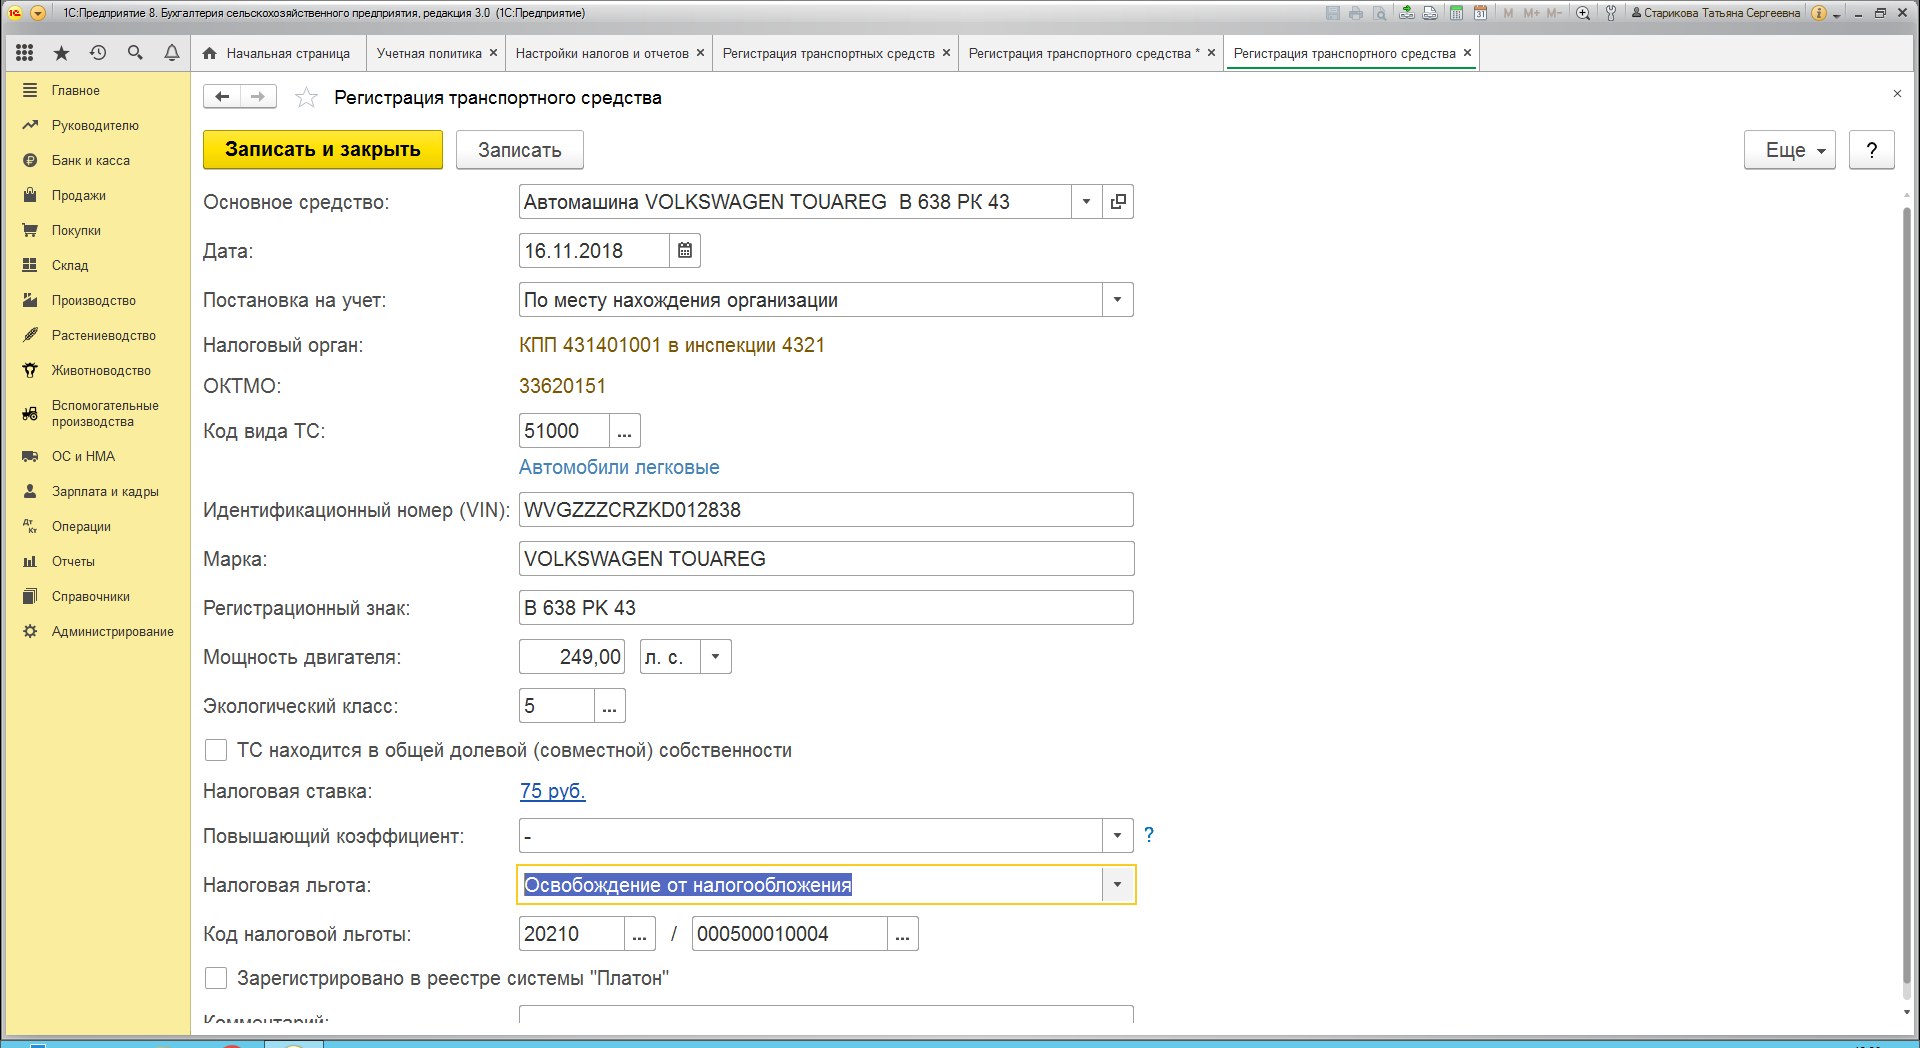 1С:Предприятие 8. Бухгалтерия сельскохозяйственного предприятия, редакция 3.0 (1С:Предприятие)
M M+ M-
Старикова Татьяна Сергеевна
Начальная страница
Учетная политика ×
Настройки налогов и отчетов ×
Регистрация транспортных средств ×
Регистрация транспортного средства * ×
Регистрация транспортного средства ×
Главное
Руководителю
Банк и касса
Продажи
Покупки
Склад
Производство
Растениеводство
Животноводство
Вспомогательные
производства
ОС и НМА
Зарплата и кадры
Операции
Отчеты
Справочники
Администрирование
Регистрация транспортного средства
Записать и закрыть
Записать
Еще
?
Основное средство: Автомашина VOLKSWAGEN TOUAREG В 638 РК 43
Дата: 16.11.2018
Постановка на учет: По месту нахождения организации
Налоговый орган: КПП 431401001 в инспекции 4321
ОКТМО: 33620151
Код вида ТС: 51000 ...
Автомобили легковые
Идентификационный номер (VIN): WVGZZZCRZKD012838
Марка: VOLKSWAGEN TOUAREG
Регистрационный знак: В 638 РК 43
Мощность двигателя: 249,00 л. с.
Экологический класс: 5 ...
ТС находится в общей долевой (совместной) собственности
Налоговая ставка: 75 руб.
Повышающий коэффициент: - ?
Налоговая льгота: Освобождение от налогообложения
Код налоговой льготы: 20210 ... / 000500010004 ...
Зарегистрировано в реестре системы "Платон"
Комментарий: